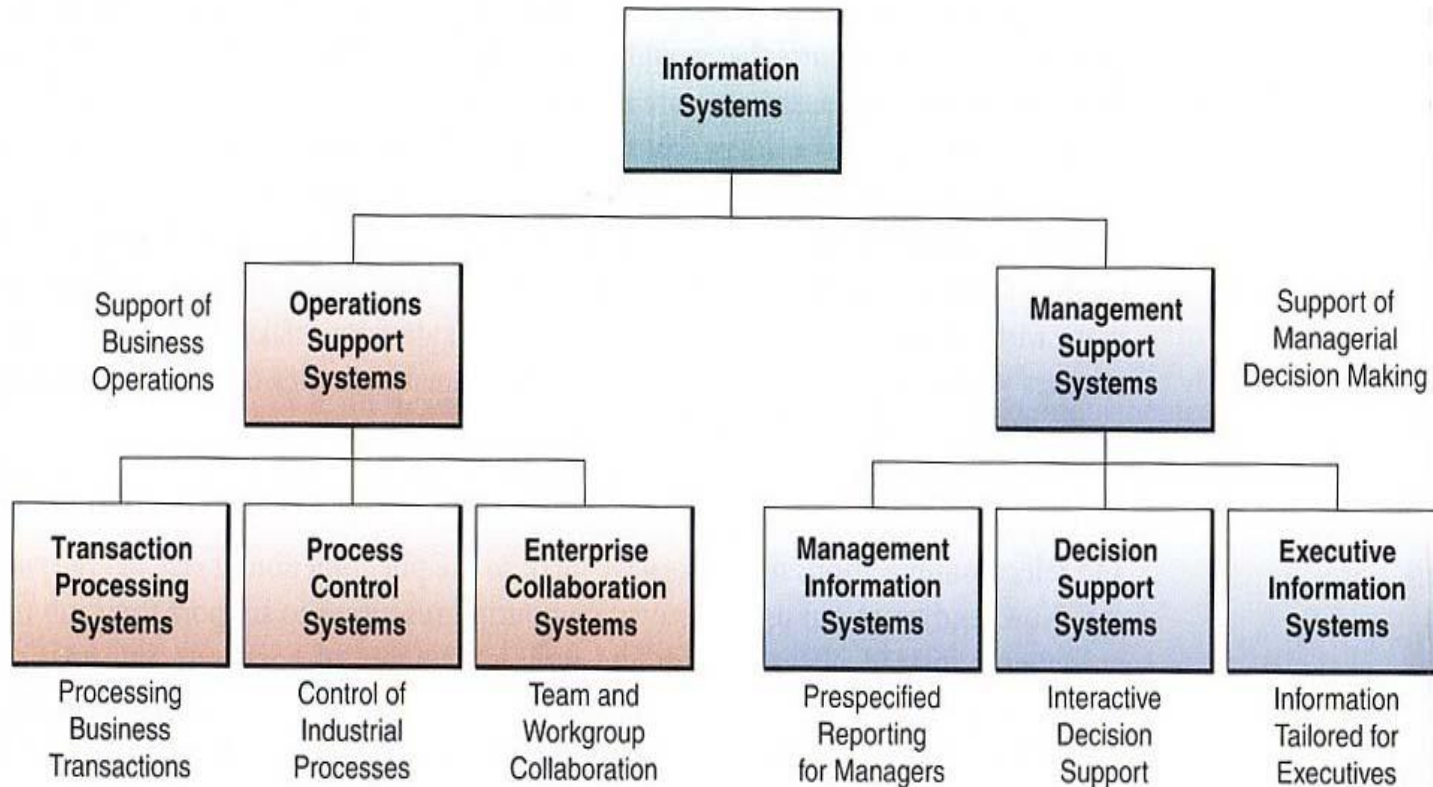 Information
Systems
Support of
Business
Operations
Operations
Support
Systems
Management
Support
Systems
Support of
Managerial
Decision Making
Transaction
Processing
Systems
Process
Control
Systems
Enterprise
Collaboration
Systems
Management
Information
Systems
Decision
Support
Systems
Executive
Information
Systems
Processing
Business
Transactions
Control of
Industrial
Processes
Team and
Workgroup
Collaboration
Prespecified
Reporting
for Managers
Interactive
Decision
Support
Information
Tailored for
Executives